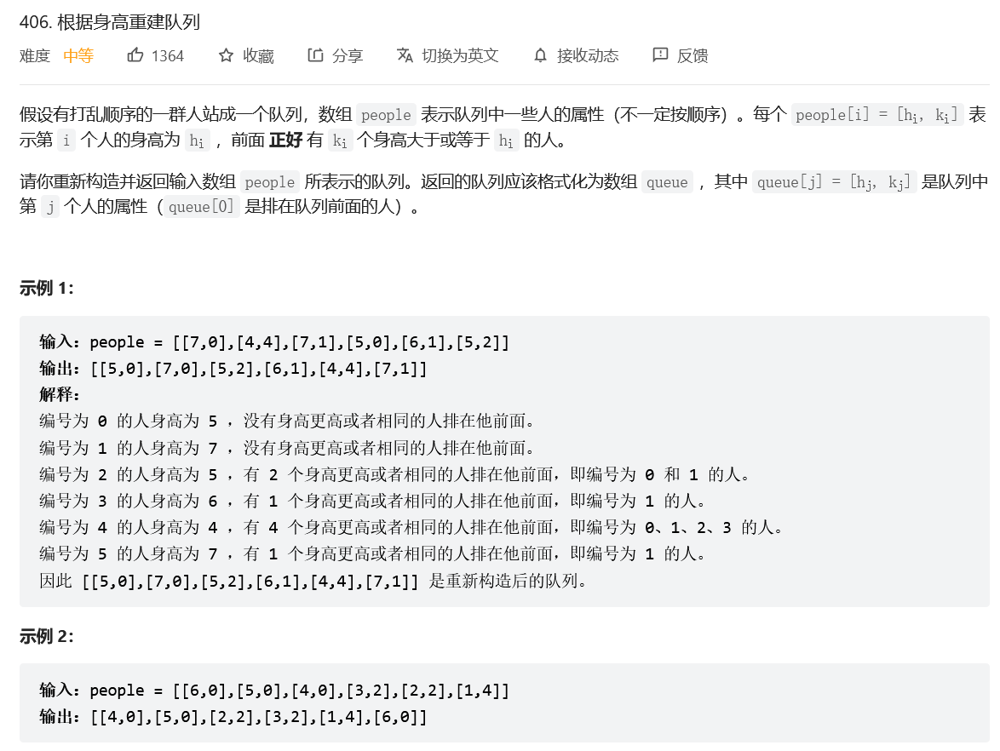 406. 根据身高重建队列
难度 中等 1364 收藏 分享 切换为英文 接收动态 反馈
假设有打乱顺序的一群人站成一个队列，数组 people 表示队列中一些人的属性（不一定按顺序）。每个 people[i] = [hi, ki] 表
示第 i 个人的身高为 hi ，前面 正好 有 ki 个身高大于或等于 hi 的人。
请你重新构造并返回输入数组 people 所表示的队列。返回的队列应该格式化为数组 queue ，其中 queue[j] = [hj, kj] 是队列中
第 j 个人的属性（queue[0] 是排在队列前面的人）。
示例 1：
输入：people = [[7,0],[4,4],[7,1],[5,0],[6,1],[5,2]]
输出：[[5,0],[7,0],[5,2],[6,1],[4,4],[7,1]]
解释：
编号为 0 的人身高为 5 ，没有身高更高或者相同的人排在他前面。
编号为 1 的人身高为 7 ，没有身高更高或者相同的人排在他前面。
编号为 2 的人身高为 5 ，有 2 个身高更高或者相同的人排在他前面，即编号为 0 和 1 的人。
编号为 3 的人身高为 6 ，有 1 个身高更高或者相同的人排在他前面，即编号为 1 的人。
编号为 4 的人身高为 4 ，有 4 个身高更高或者相同的人排在他前面，即编号为 0、1、2、3 的人。
编号为 5 的人身高为 7 ，有 1 个身高更高或者相同的人排在他前面，即编号为 1 的人。
因此 [[5,0],[7,0],[5,2],[6,1],[4,4],[7,1]] 是重新构造后的队列。
示例 2：
输入：people = [[6,0],[5,0],[4,0],[3,2],[2,2],[1,4]]
输出：[[4,0],[5,0],[2,2],[3,2],[1,4],[6,0]]